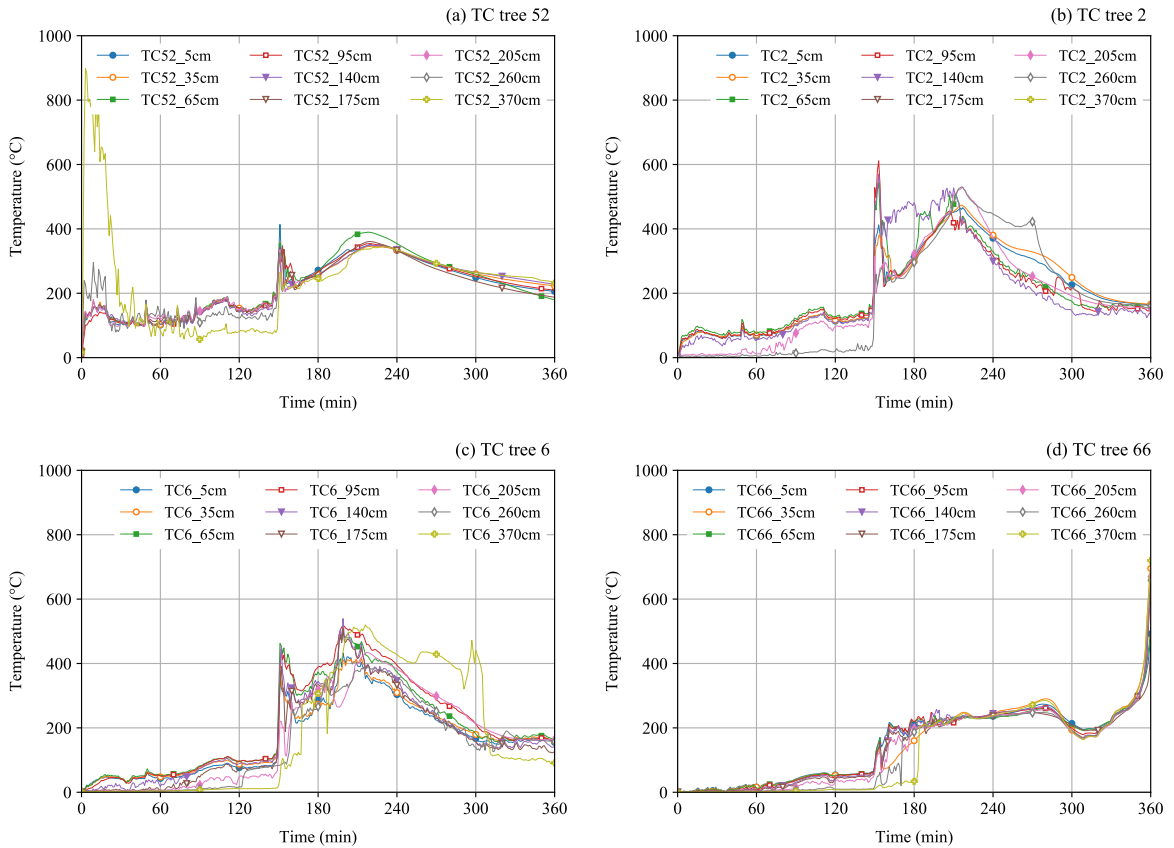 (a) TC tree 52
1000
800
600
400
200
0
Temperature (°C)
TC52_5cm TC52_95cm TC52_205cm
TC52_35cm TC52_140cm TC52_260cm
TC52_65cm TC52_175cm TC52_370cm
0 60 120 180 240 300 360
Time (min)
(b) TC tree 2
1000
800
600
400
200
0
Temperature (°C)
TC2_5cm TC2_95cm TC2_205cm
TC2_35cm TC2_140cm TC2_260cm
TC2_65cm TC2_175cm TC2_370cm
0 60 120 180 240 300 360
Time (min)
(c) TC tree 6
1000
800
600
400
200
0
Temperature (°C)
TC6_5cm TC6_95cm TC6_205cm
TC6_35cm TC6_140cm TC6_260cm
TC6_65cm TC6_175cm TC6_370cm
0 60 120 180 240 300 360
Time (min)
(d) TC tree 66
1000
800
600
400
200
0
Temperature (°C)
TC66_5cm TC66_95cm TC66_205cm
TC66_35cm TC66_140cm TC66_260cm
TC66_65cm TC66_175cm TC66_370cm
0 60 120 180 240 300 360
Time (min)